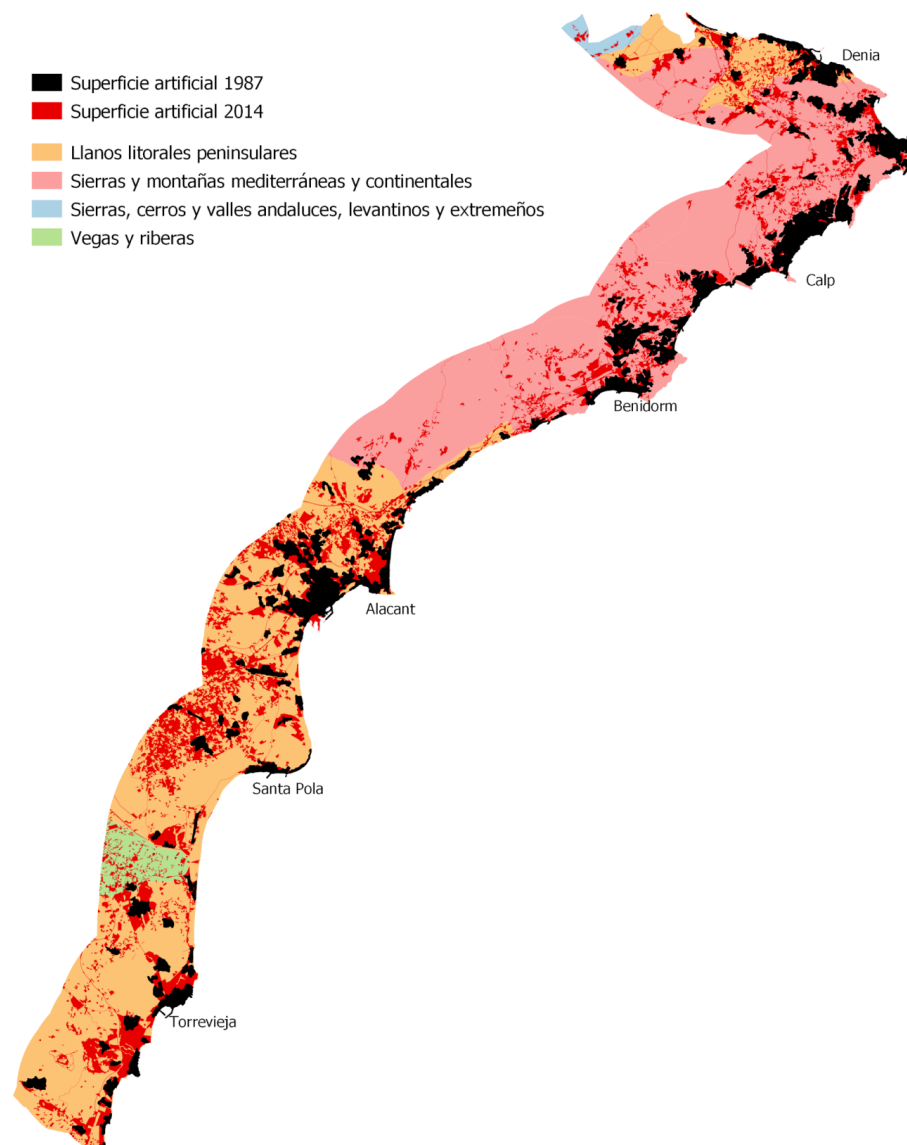 Superficie artificial 1987
Superficie artificial 2014
Llanos litorales peninsulares
Sierras y montañas mediterráneas y continentales
Sierras, cerros y valles andaluces, levantinos y extremeños
Vegas y riberas
Denia
Calp
Benidorm
Alacant
Santa Pola
Torrevieja